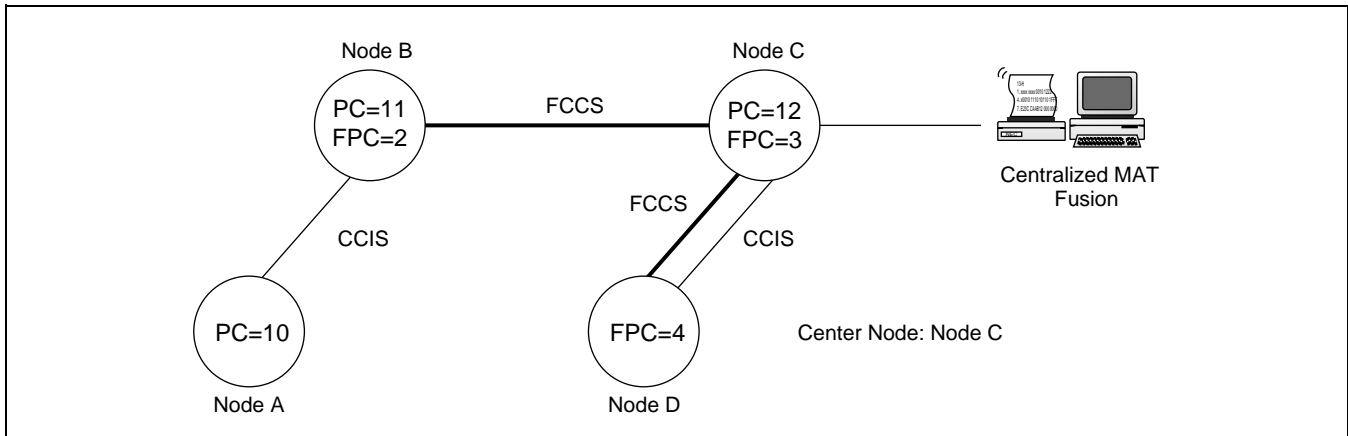 Node B
Node C
PC=11
FPC=2
FCCS
PC=12
FPC=3
Centralized MAT
Fusion
FCCS
CCIS
CCIS
PC=10
FPC=4
Center Node: Node C
Node A
Node D